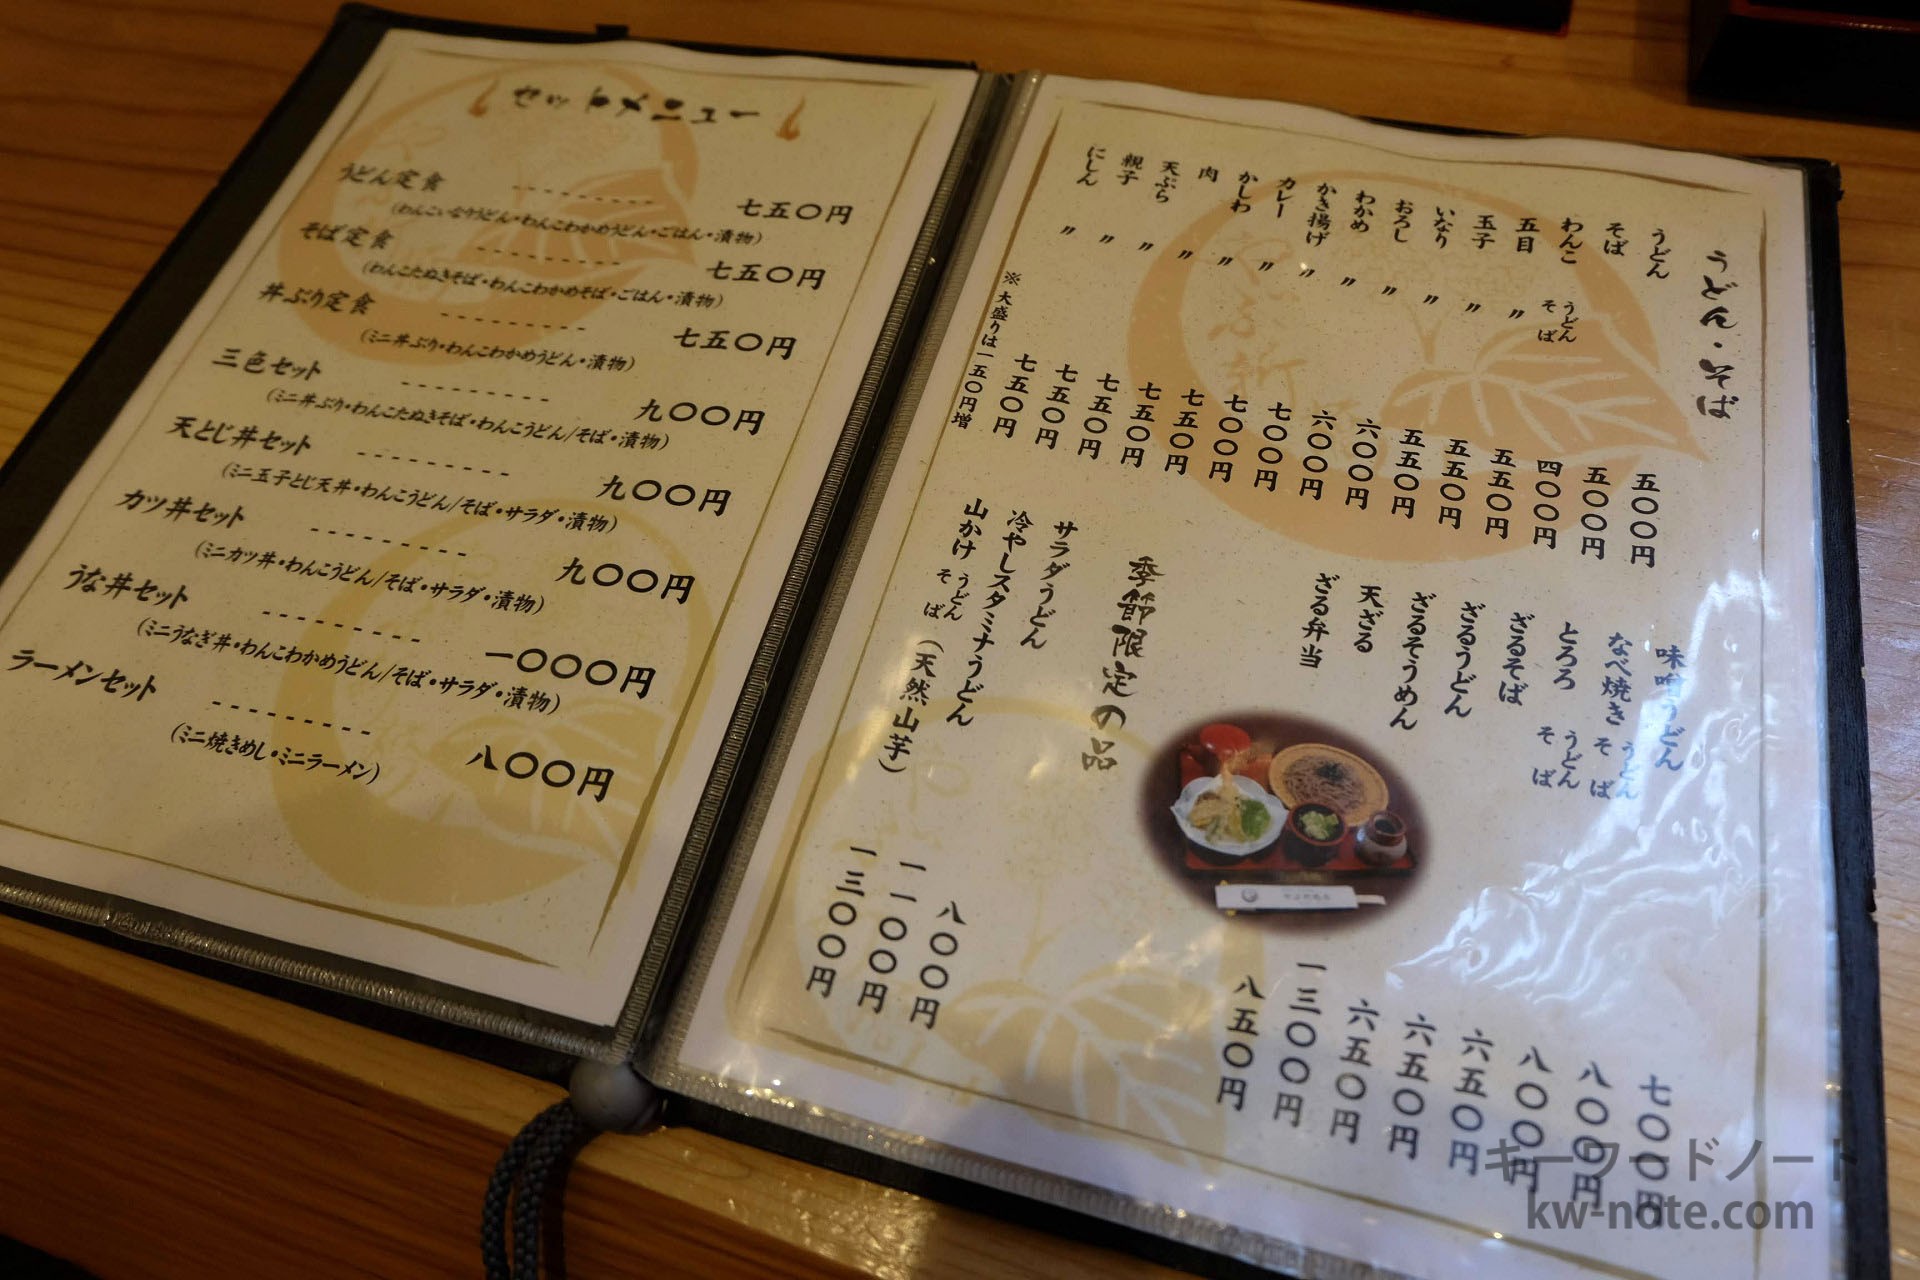 セットメニュー
うどん定食 --------- 七五〇円
(わんこいなりうどん・わんこわかめうどん・ごはん・漬物)
そば定食 --------- 七五〇円
(わんこたぬきそば・わんこわかめそば・ごはん・漬物)
丼ぶり定食 --------- 七五〇円
(ミニ丼ぶり・わんこわかめうどん・漬物)
三色セット --------- 九〇〇円
(ミニ丼ぶり・わんこたぬきそば・わんこうどん/そば・漬物)
天とじ丼セット --------- 九〇〇円
(ミニ玉子とじ天丼・わんこうどん/そば・サラダ・漬物)
カツ丼セット --------- 九〇〇円
(ミニカツ丼・わんこうどん/そば・サラダ・漬物)
うな丼セット --------- 一〇〇〇円
(ミニうなぎ丼・わんこわかめうどん/そば・サラダ・漬物)
ラーメンセット --------- 八〇〇円
(ミニ焼きめし・ミニラーメン)
うどん・そば
うどん 五〇〇円
そば 五〇〇円
わんこ うどん そば 四〇〇円
五目 〃 五五〇円
玉子 〃 五五〇円
いなり 〃 五五〇円
おろし 〃 六〇〇円
わかめ 〃 六〇〇円
かき揚げ 〃 七〇〇円
カレー 〃 七〇〇円
かしわ 〃 七五〇円
肉 〃 七五〇円
天ぷら 〃 七五〇円
親子 〃 七五〇円
にしん 〃 七五〇円
※大盛りは一五〇円増
味噌うどん 七〇〇円
なべ焼き うどん そば 八〇〇円
とろろ うどん そば 八〇〇円
ざるそば 六五〇円
ざるうどん 六五〇円
ざるそうめん 六五〇円
天ざる 一三〇〇円
ざる弁当 八五〇円
季節限定の品
サラダうどん 八〇〇円
冷やしスタミナうどん 一一〇〇円
山かけ うどん そば (天然山芋) 一三〇〇円
キーワードノート
kw-note.com